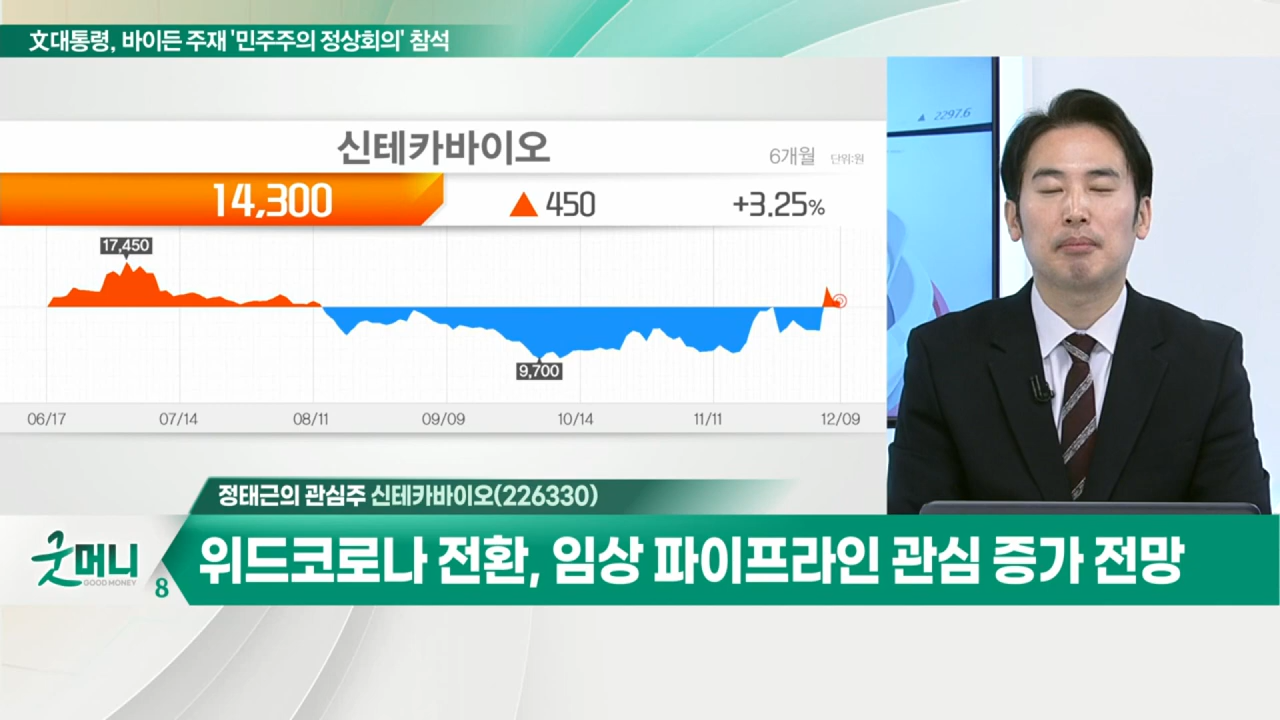 文대통령, 바이든 주재 '민주주의 정상회의' 참석
▲ 2297.6
신테카바이오
6개월 단위:원
14,300 ▲ 450 +3.25%
17,450
9,700
06/17 07/14 08/11 09/09 10/14 11/11 12/09
정태근의 관심주 신테카바이오(226330)
굿머니
GOOD MONEY
8
위드코로나 전환, 임상 파이프라인 관심 증가 전망